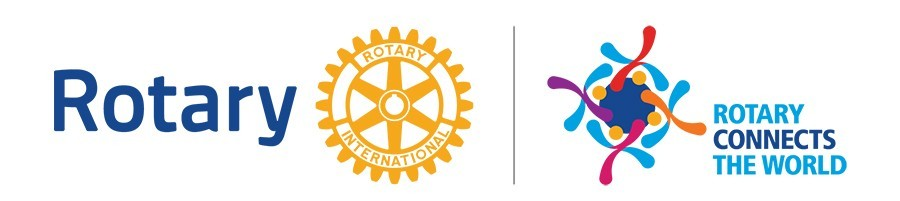 Rotary
ROTARY
INTERNATIONAL
ROTARY
CONNECTS
THE WORLD